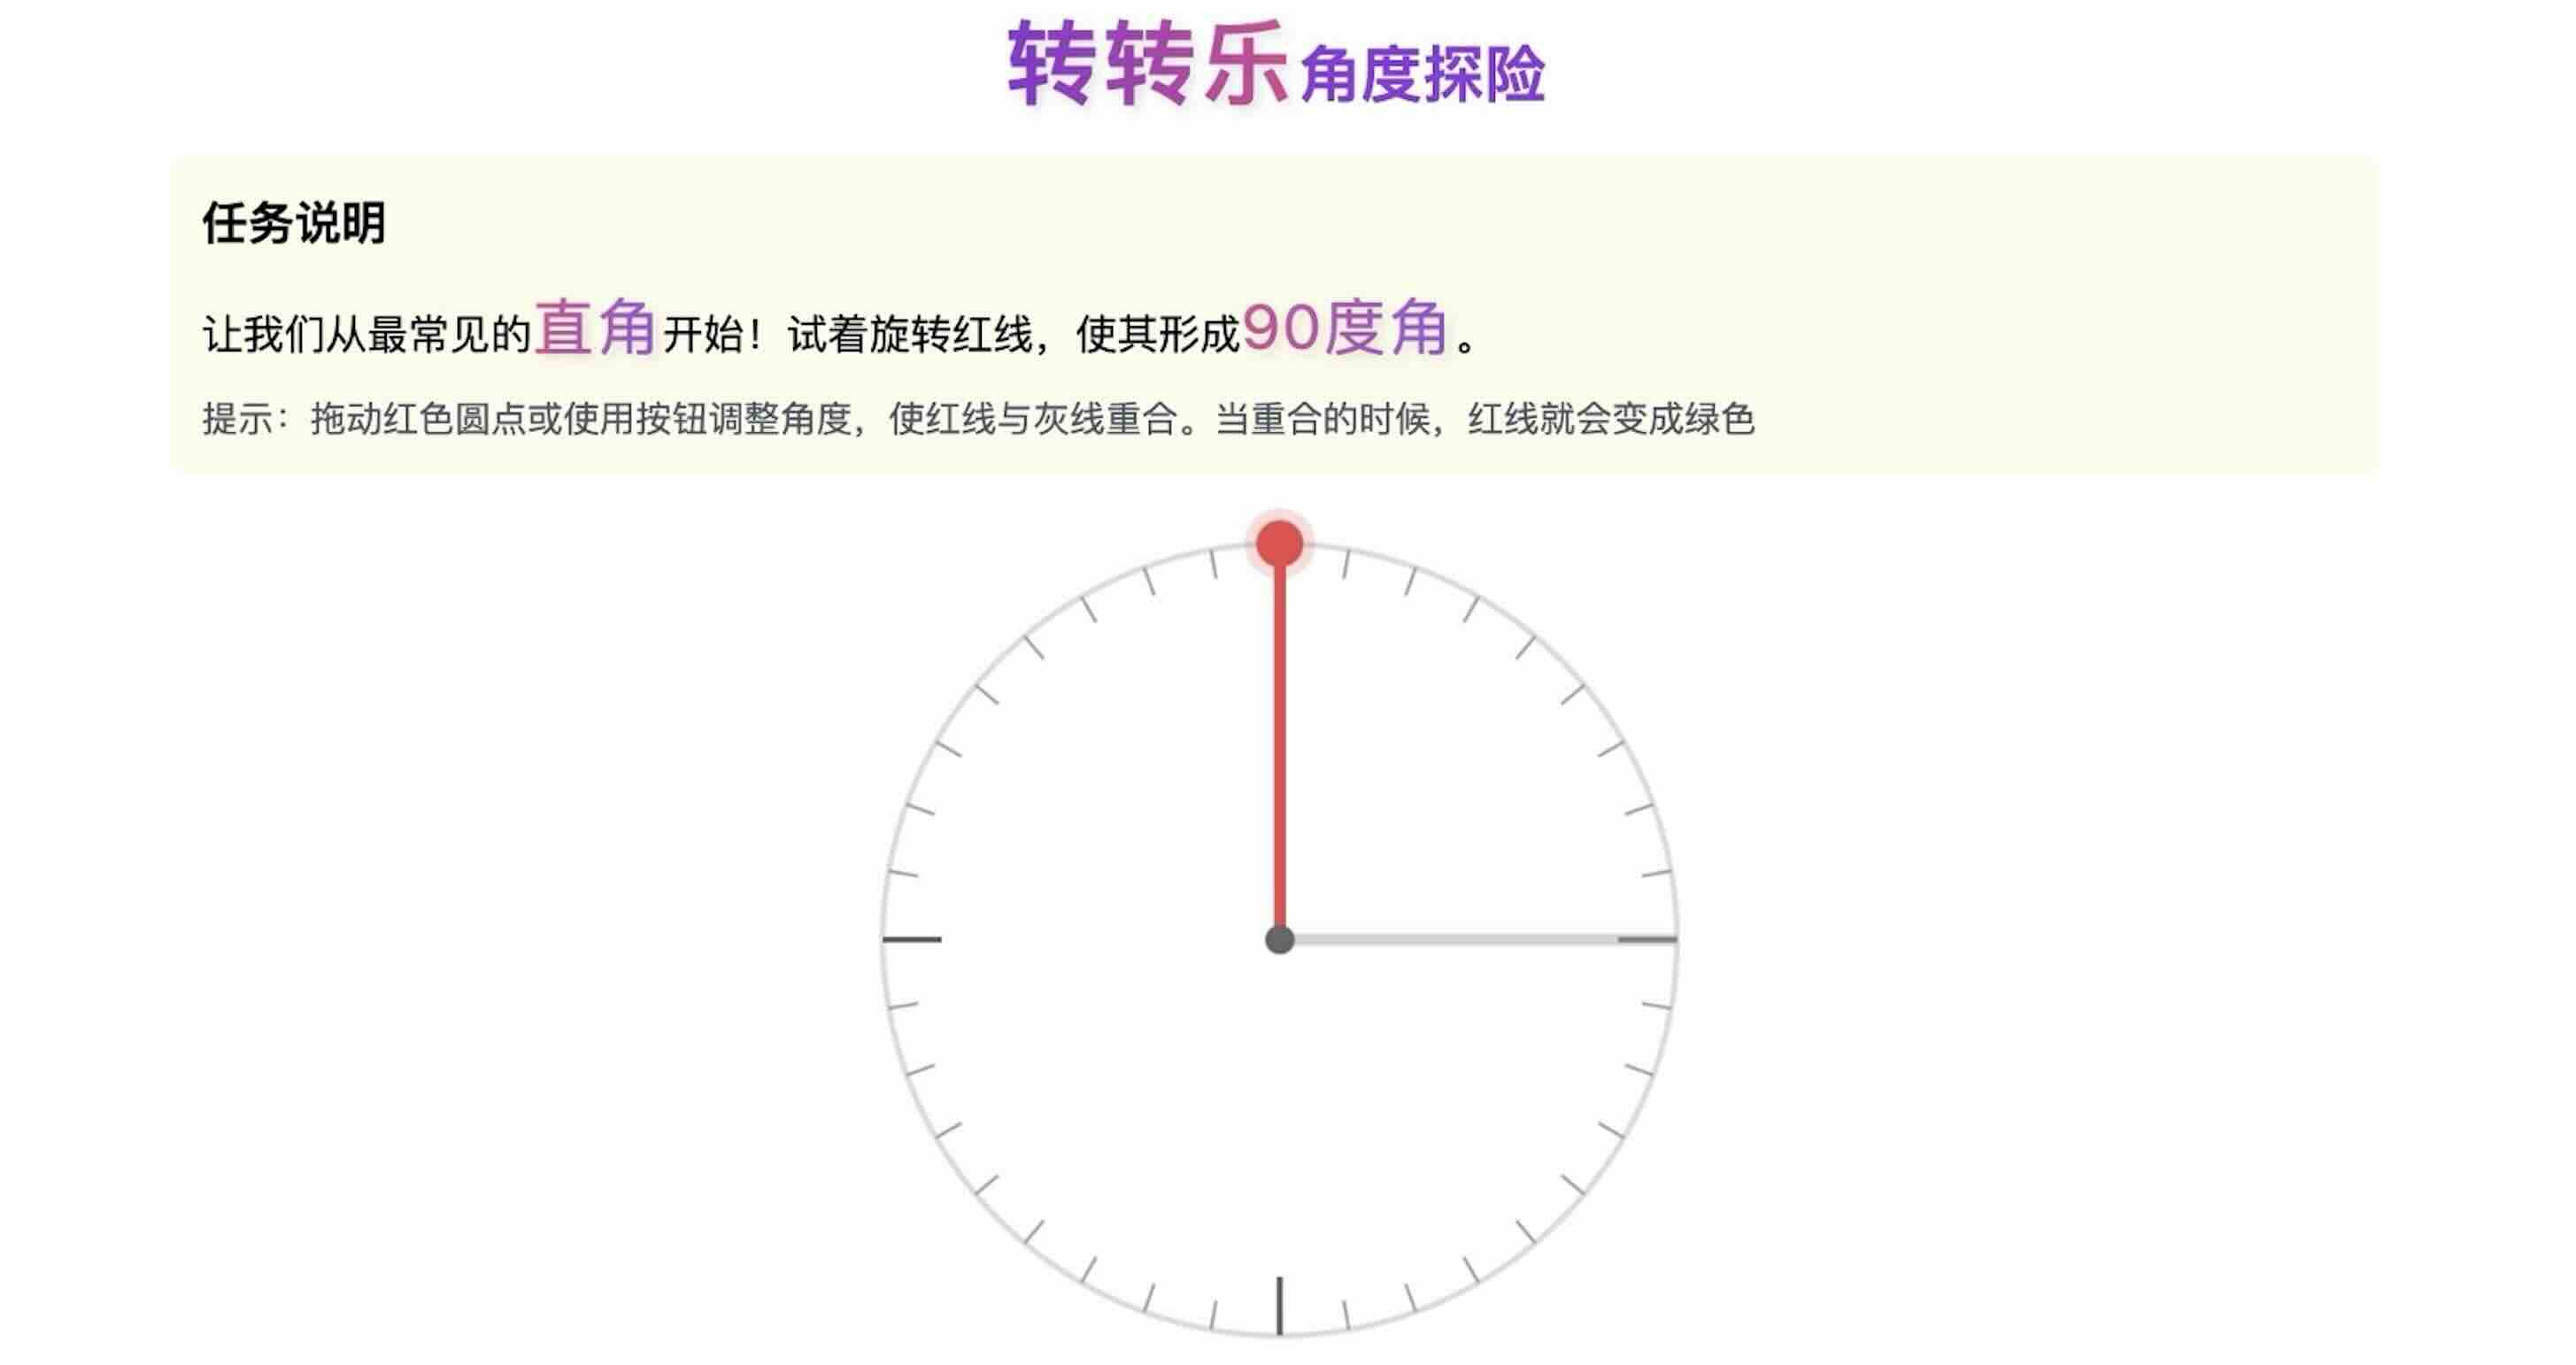 转转乐角度探险
任务说明
让我们从最常见的直角开始！试着旋转红线，使其形成90度角。
提示：拖动红色圆点或使用按钮调整角度，使红线与灰线重合。当重合的时候，红线就会变成绿色